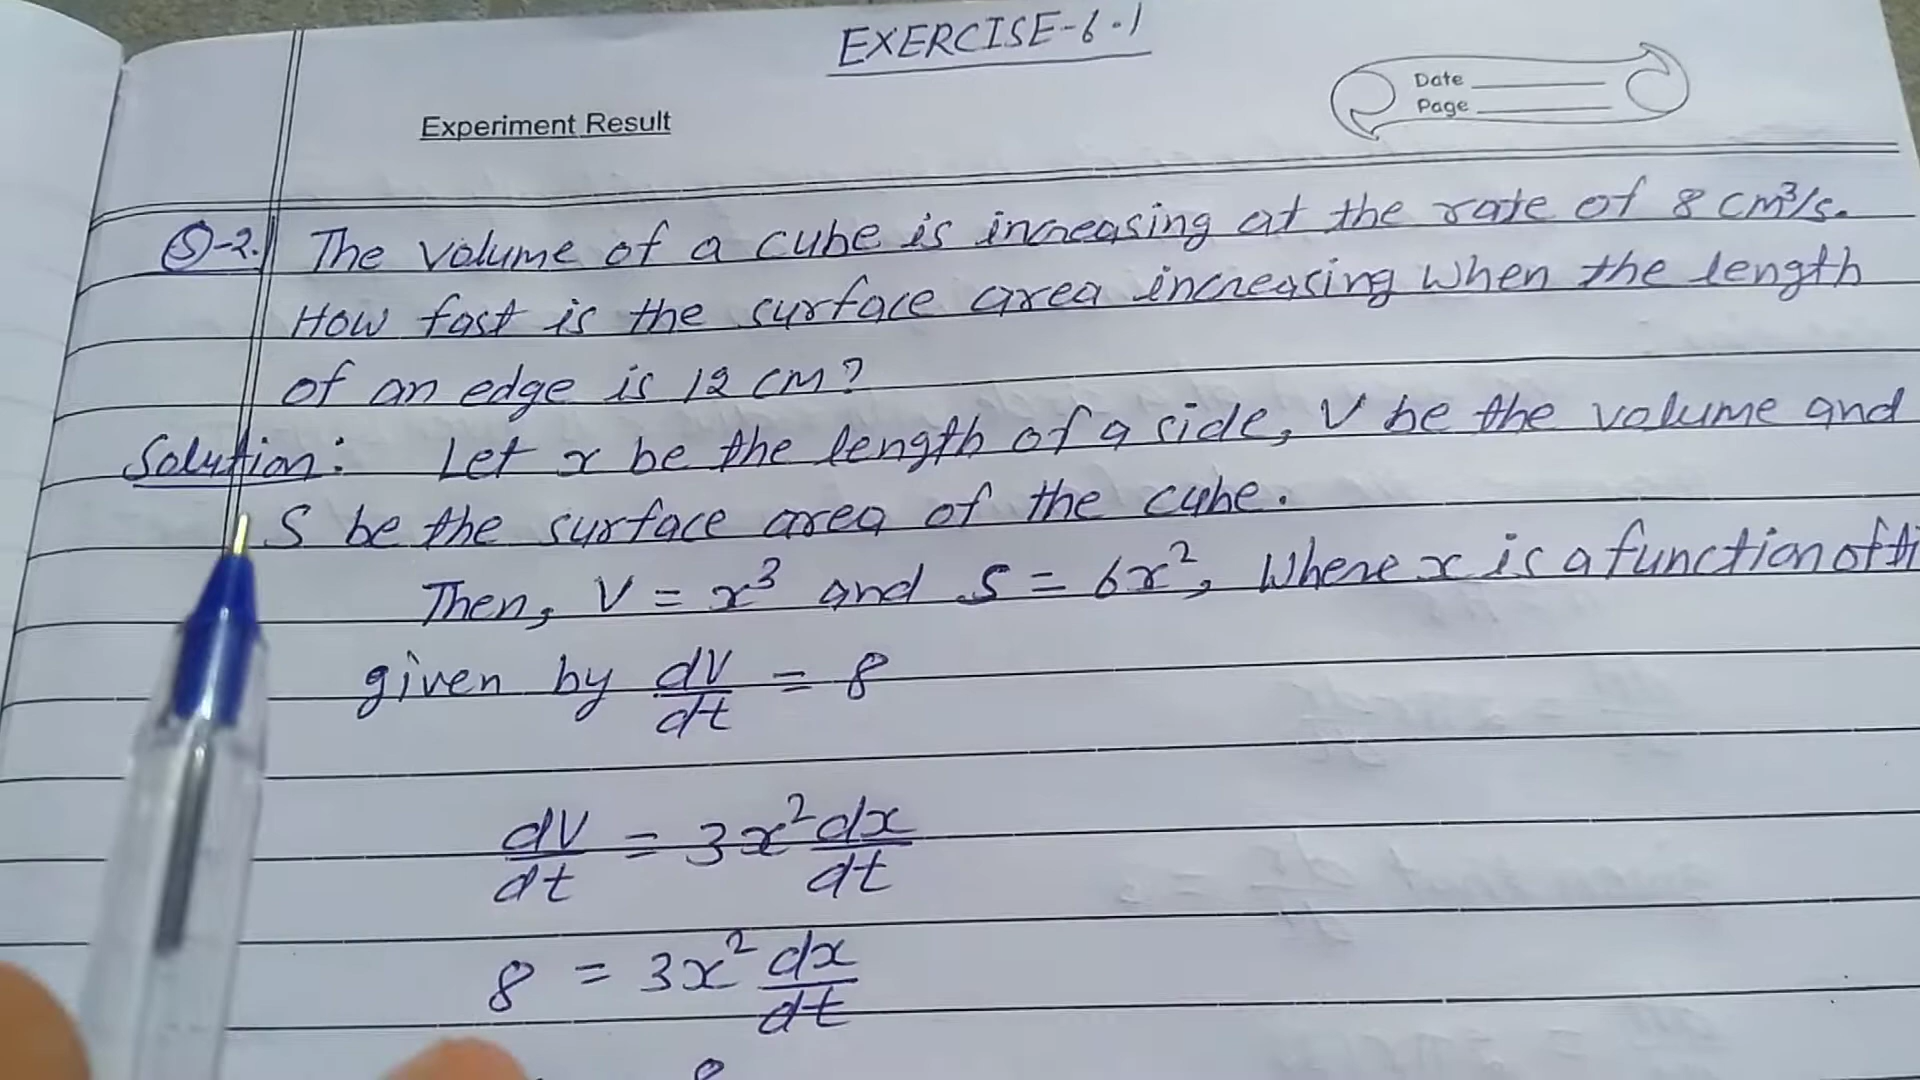 EXERCISE-6.1
Date
Page
Experiment Result
Q-2. The volume of a cube is increasing at the rate of 8 cm³/s.
How fast is the surface area increasing when the length
of an edge is 12 cm?
Solution: Let x be the length of a side, V be the volume and
S be the surface area of the cube.
Then, V = x³ and S = 6x², Where x is a function of ti
given by dV/dt = 8
dV/dt = 3x² dx/dt
8 = 3x² dx/dt
8